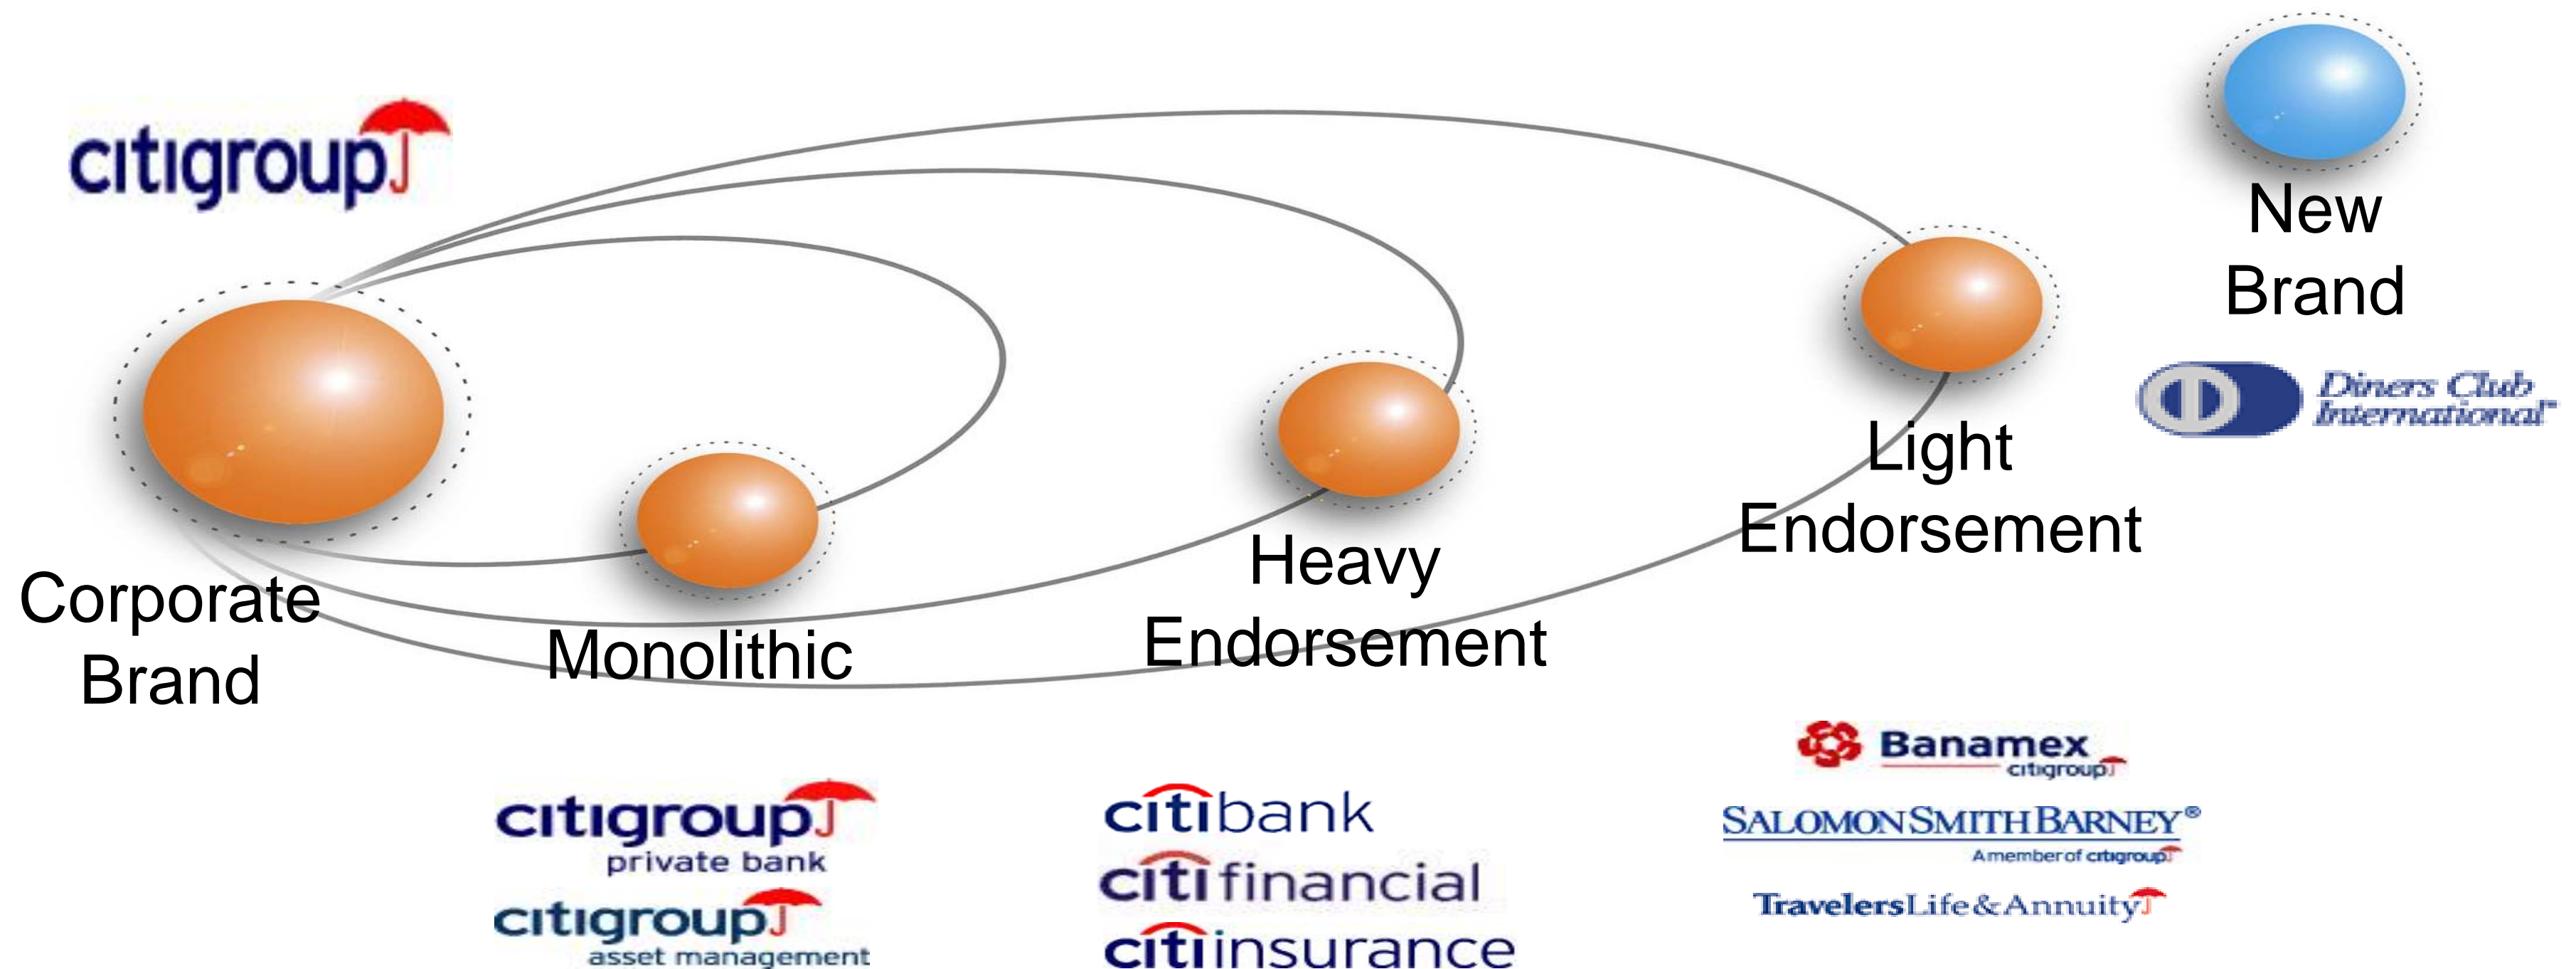 citigroup
New
Brand
Diners Club
International
Light
Endorsement
Heavy
Endorsement
Corporate
Brand
Monolithic
citigroup
private bank
citigroup
asset management
citibank
citifinancial
citiinsurance
Banamex
citigroup
SALOMON SMITH BARNEY®
A member of citigroup
Travelers Life & Annuity